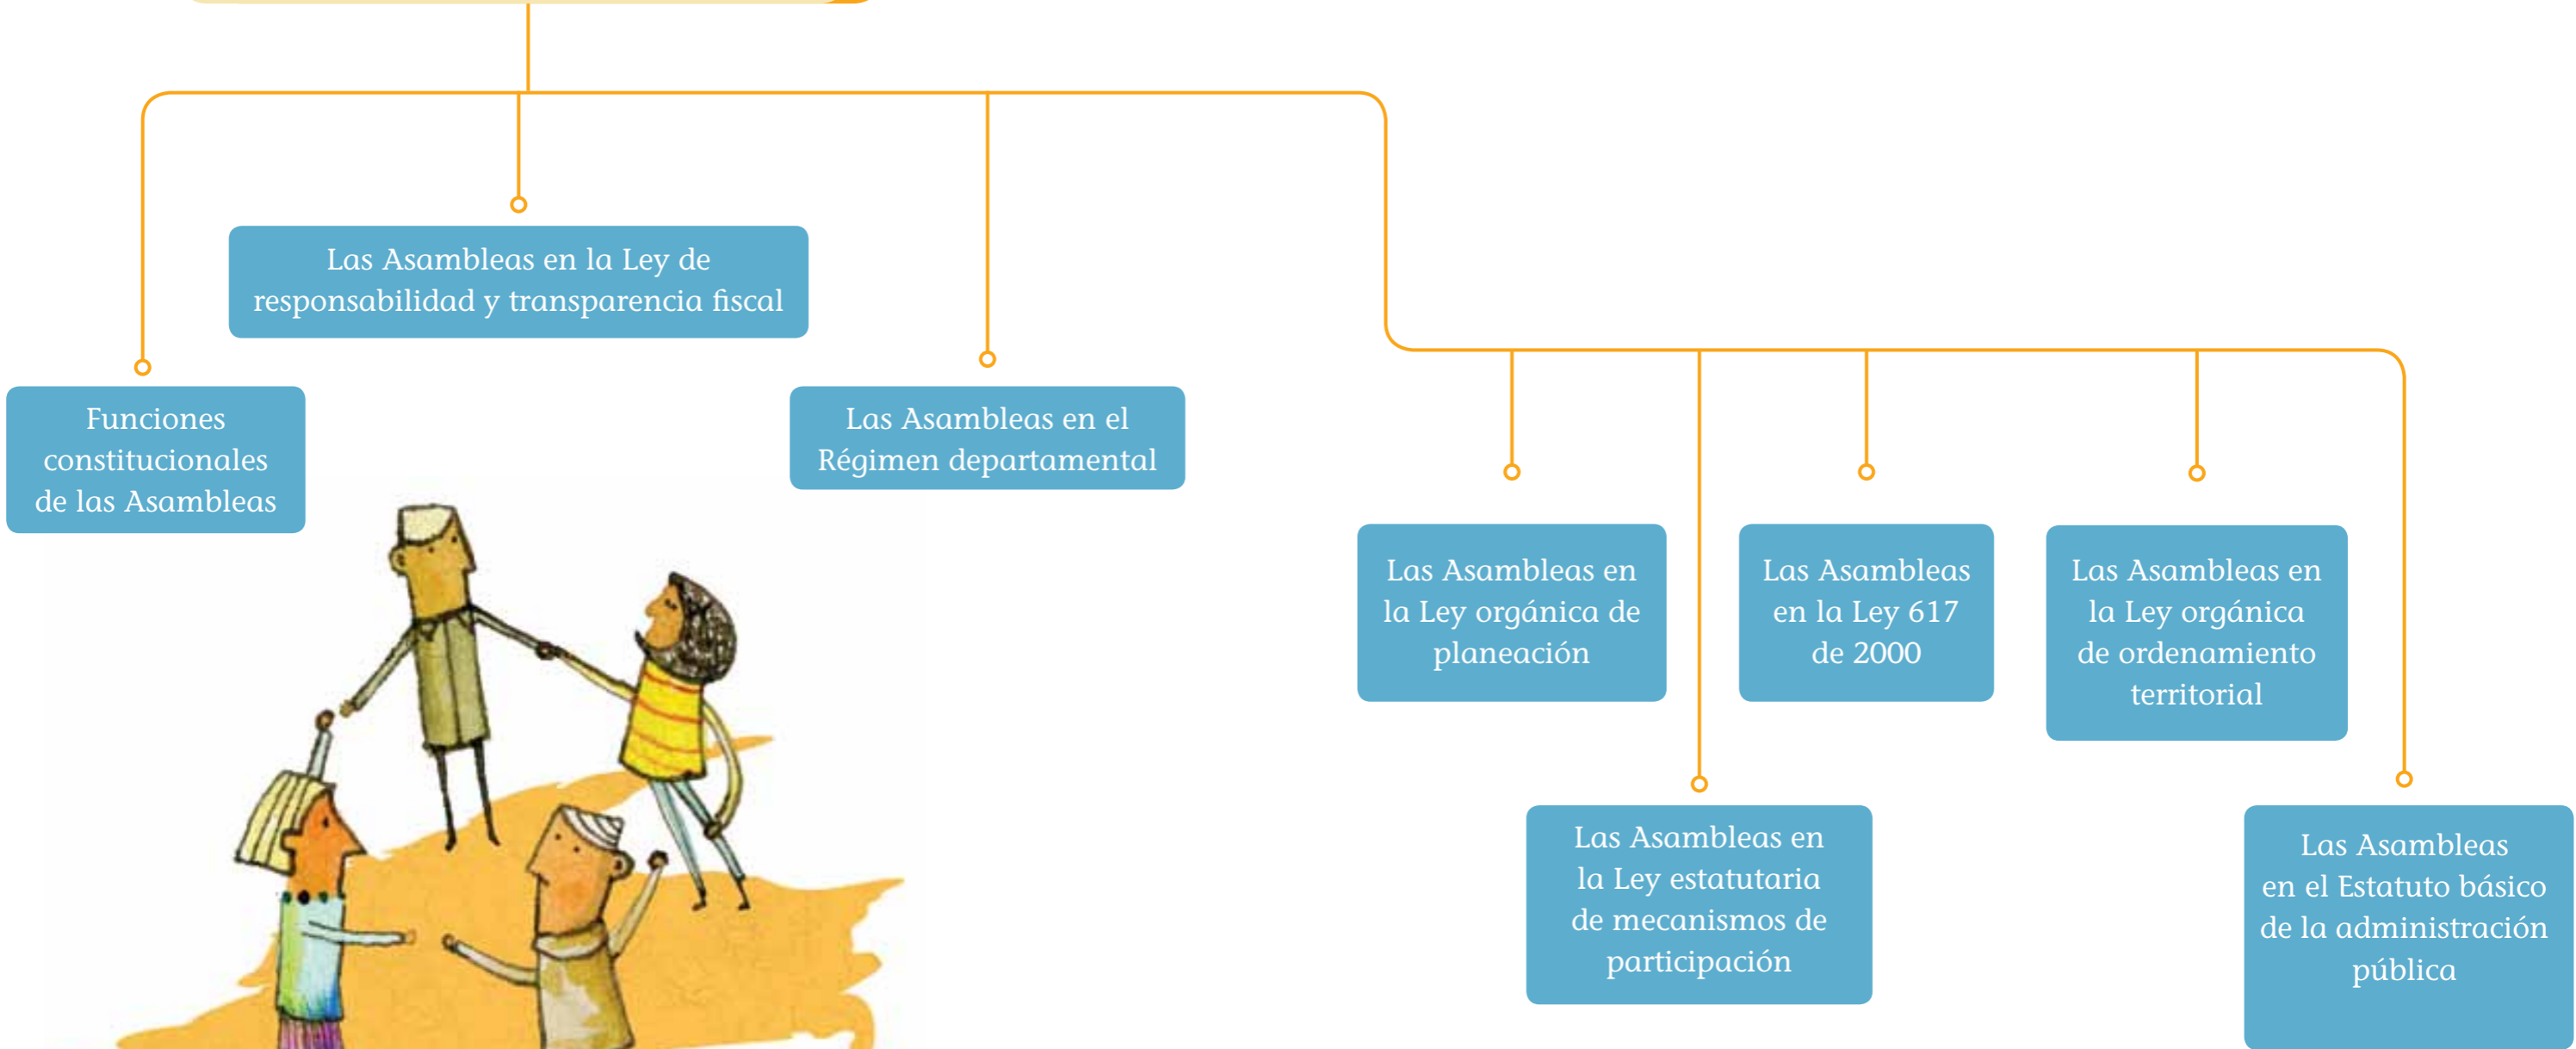 Las Asambleas en la Ley de
responsabilidad y transparencia fiscal
Funciones
constitucionales
de las Asambleas
Las Asambleas en el
Régimen departamental
Las Asambleas en
la Ley orgánica de
planeación
Las Asambleas
en la Ley 617
de 2000
Las Asambleas en
la Ley orgánica
de ordenamiento
territorial
Las Asambleas en
la Ley estatutaria
de mecanismos de
participación
Las Asambleas
en el Estatuto básico
de la administración
pública